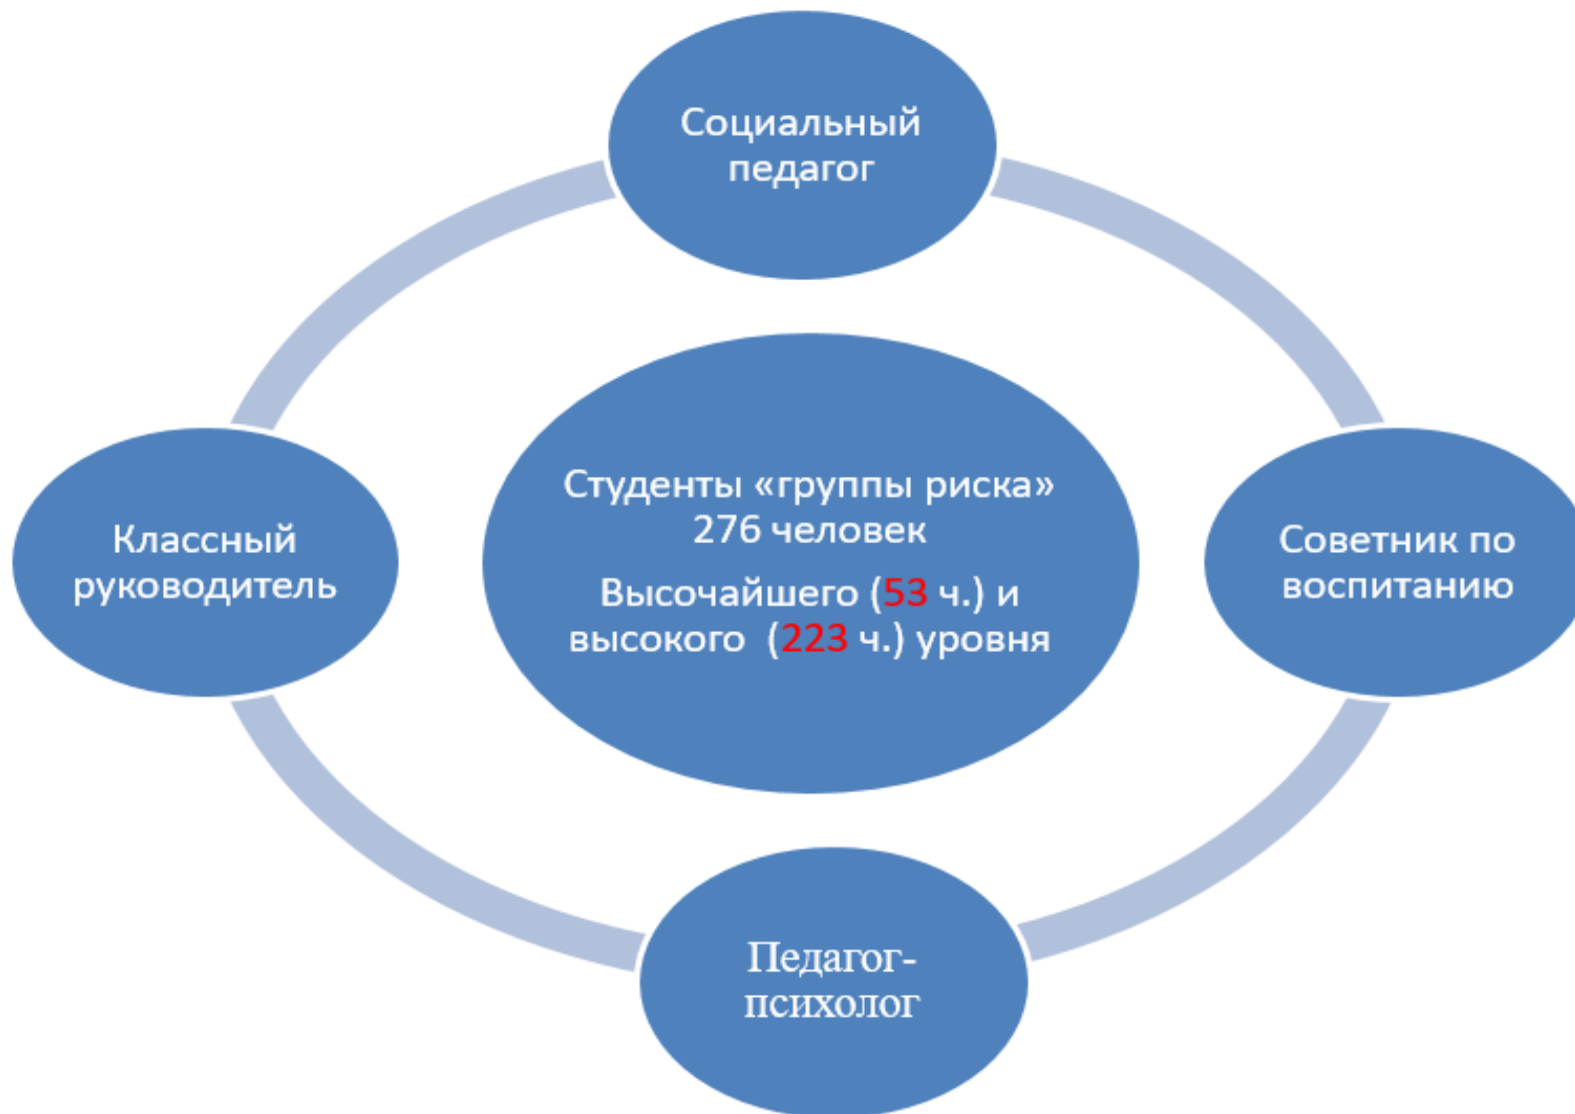 Социальный
педагог
Классный
руководитель
Студенты «группы риска»
276 человек
Высочайшего (53 ч.) и
высокого (223 ч.) уровня
Советник по
воспитанию
Педагог-
психолог